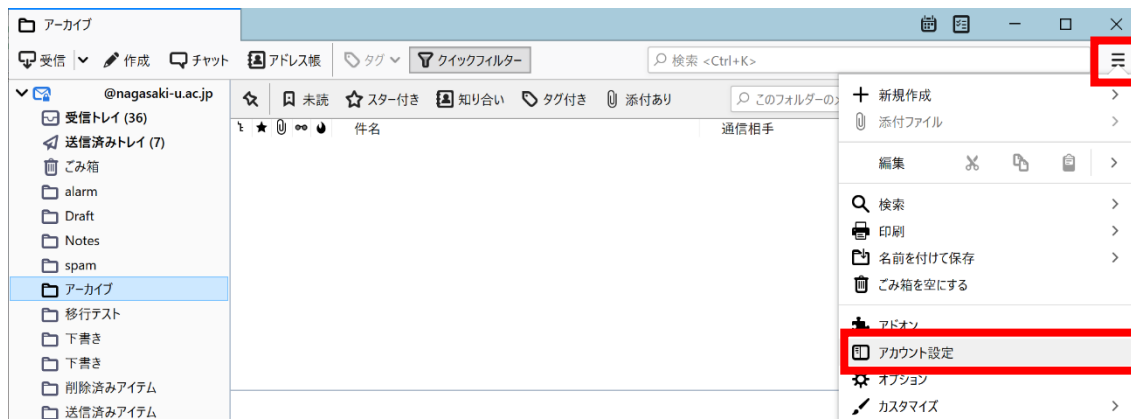 アーカイブ
受信 作成 チャット アドレス帳 タグ クイックフィルター 検索 <Ctrl+K>
@nagasaki-u.ac.jp
受信トレイ (36)
送信済みトレイ (7)
ごみ箱
alarm
Draft
Notes
spam
アーカイブ
移行テスト
下書き
下書き
削除済みアイテム
送信済みアイテム
未読 スター付き 知り合い タグ付き 添付あり このフォルダーのメ
件名 通信相手
新規作成
添付ファイル
編集
検索
印刷
名前を付けて保存
ごみ箱を空にする
アドオン
アカウント設定
オプション
カスタマイズ